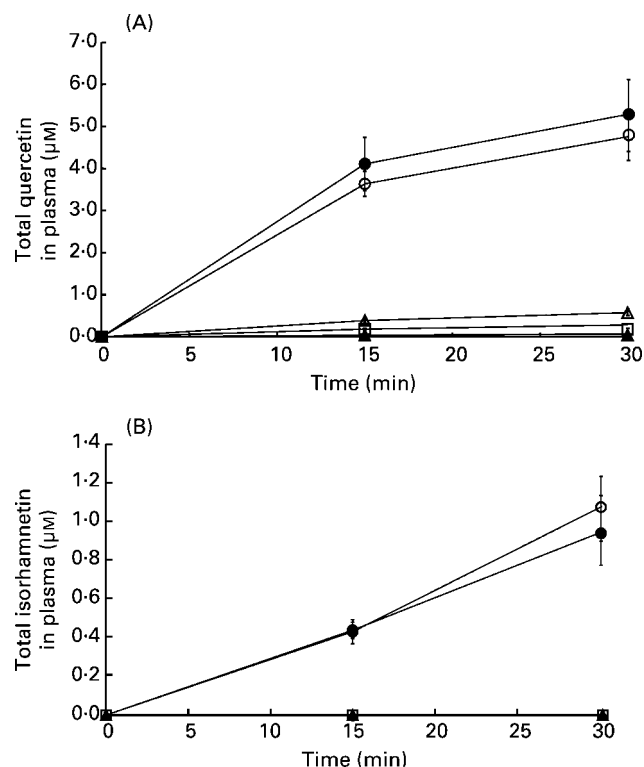 (A)
7·0
6·0
5·0
4·0
3·0
2·0
1·0
0·0
Total quercetin
in plasma (μM)
0 5 10 15 20 25 30
Time (min)
(B)
1·4
1·2
1·0
0·8
0·6
0·4
0·2
0·0
Total isorhamnetin
in plasma (μM)
0 5 10 15 20 25 30
Time (min)